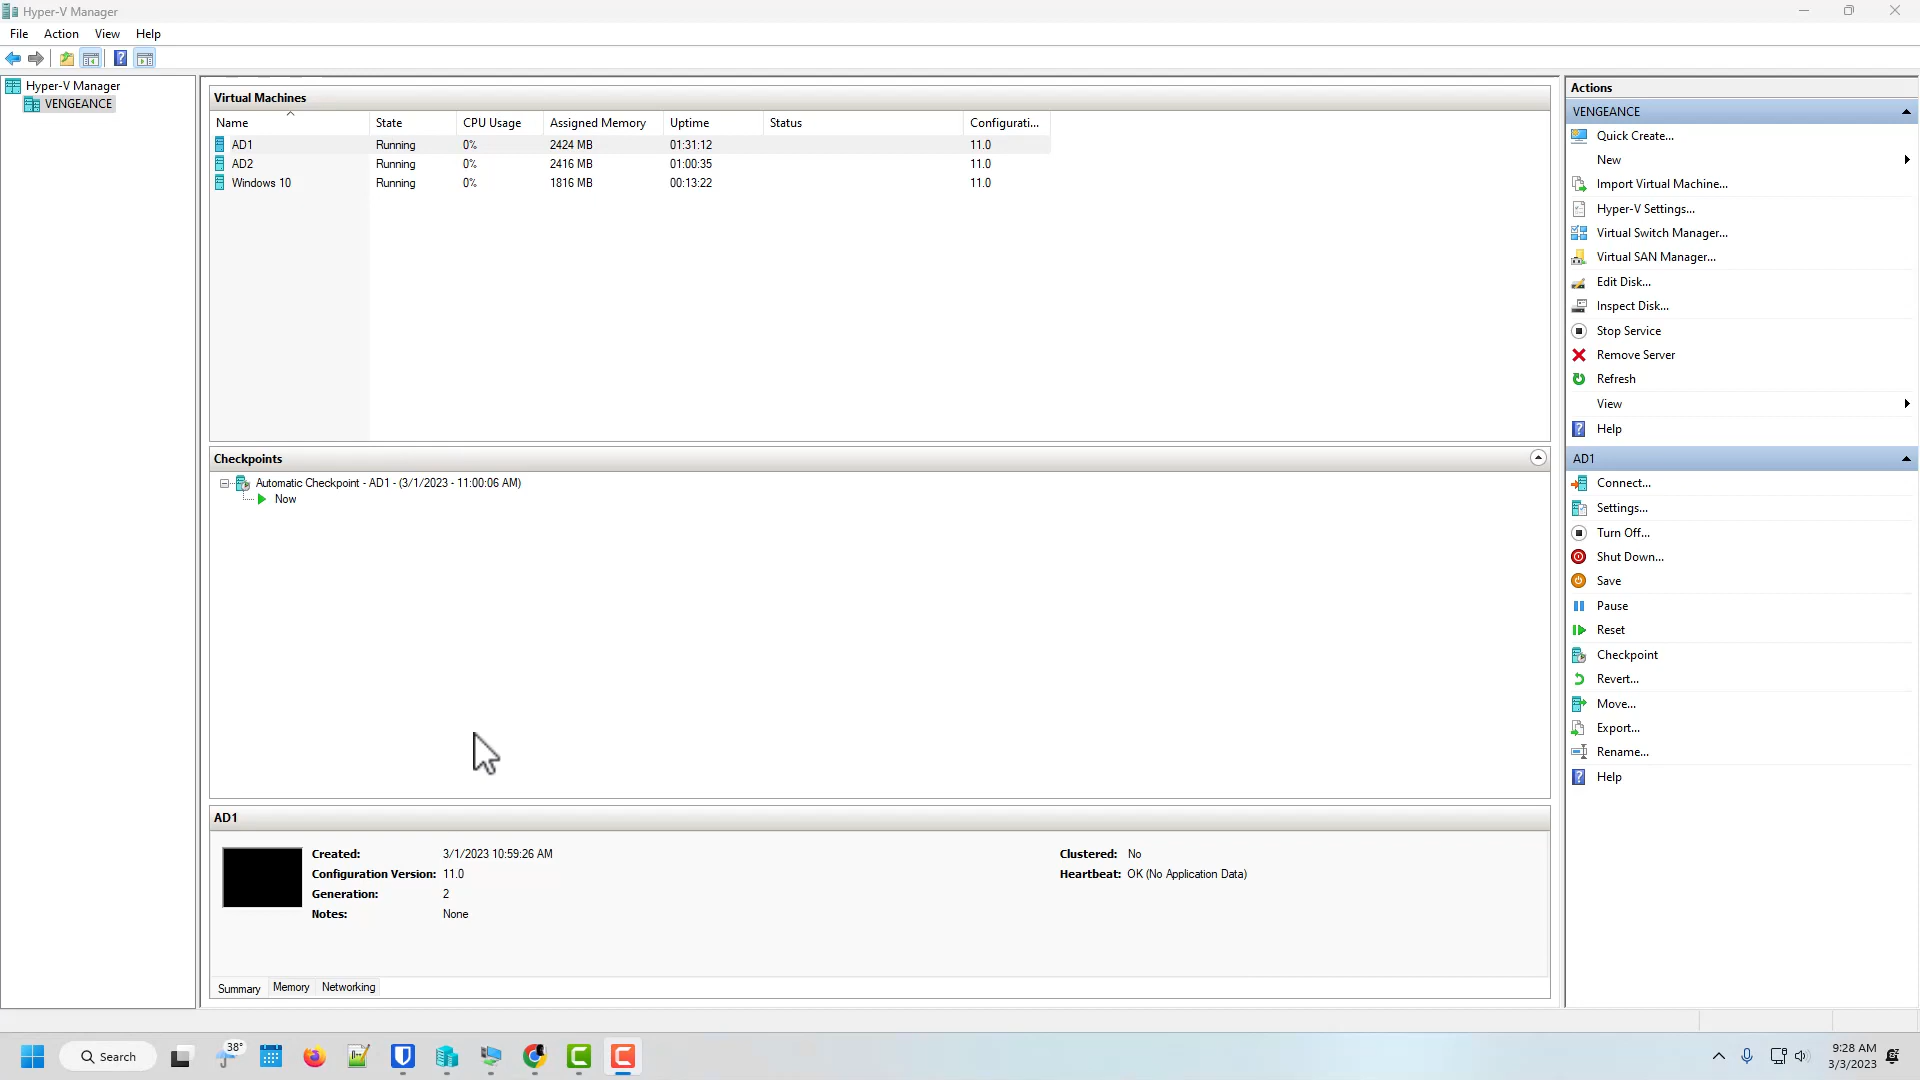 Hyper-V Manager
File Action View Help
Hyper-V Manager
VENGEANCE
Virtual Machines
Name State CPU Usage Assigned Memory Uptime Status Configurati...
AD1 Running 0% 2424 MB 01:31:12 11.0
AD2 Running 0% 2416 MB 01:00:35 11.0
Windows 10 Running 0% 1816 MB 00:13:22 11.0
Checkpoints
Automatic Checkpoint - AD1 - (3/1/2023 - 11:00:06 AM)
Now
AD1
Created: 3/1/2023 10:59:26 AM
Configuration Version: 11.0
Generation: 2
Notes: None
Clustered: No
Heartbeat: OK (No Application Data)
Summary Memory Networking
Actions
VENGEANCE
Quick Create...
New
Import Virtual Machine...
Hyper-V Settings...
Virtual Switch Manager...
Virtual SAN Manager...
Edit Disk...
Inspect Disk...
Stop Service
Remove Server
Refresh
View
Help
AD1
Connect...
Settings...
Turn Off...
Shut Down...
Save
Pause
Reset
Checkpoint
Revert...
Move...
Export...
Rename...
Help
Search
38°
9:28 AM
3/3/2023